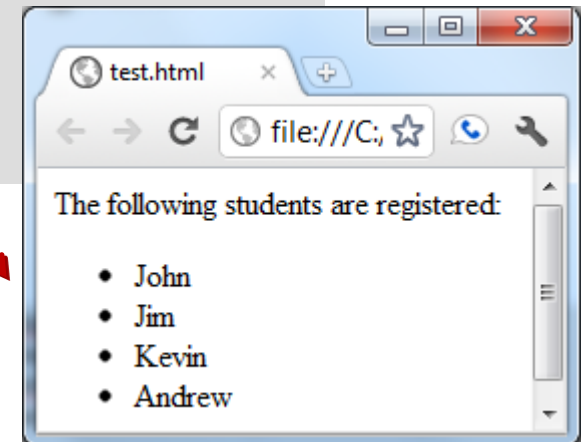 test.html
file:///C:/
The following students are registered:
• John
• Jim
• Kevin
• Andrew